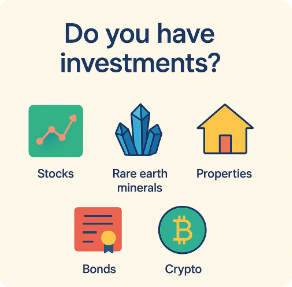 Do you have
investments?
Stocks
Rare earth
minerals
Properties
Bonds
Crypto